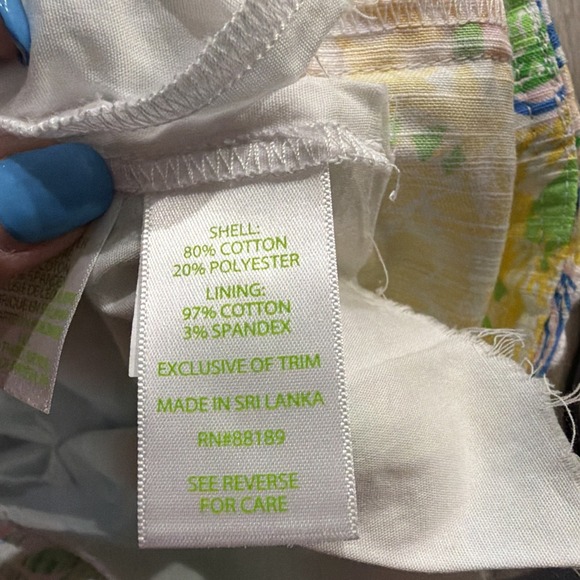 SHELL:
80% COTTON
20% POLYESTER
LINING:
97% COTTON
3% SPANDEX
EXCLUSIVE OF TRIM
MADE IN SRI LANKA
RN#88189
SEE REVERSE
FOR CARE